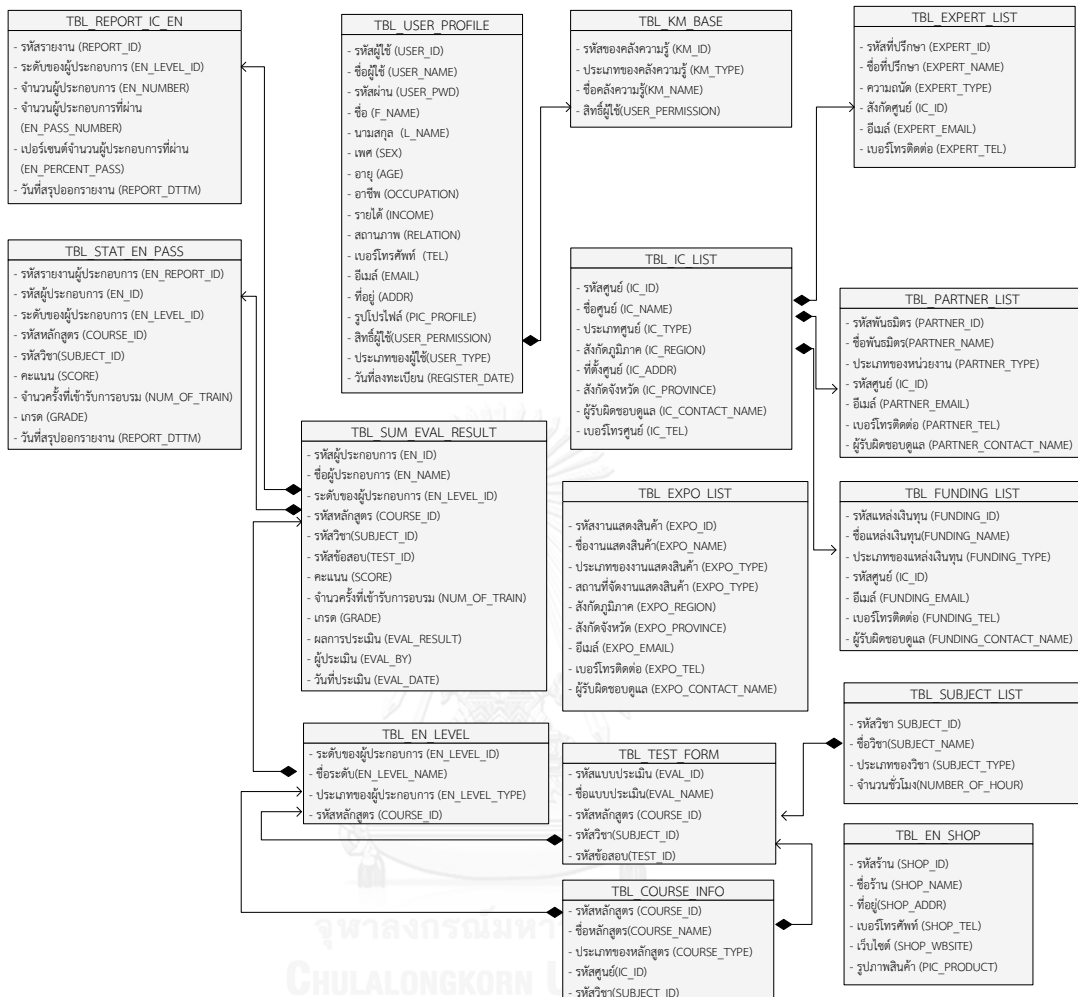 TBL_REPORT_IC_EN
- รหัสรายงาน (REPORT_ID)
- ระดับของผู้ประกอบการ (EN_LEVEL_ID)
- จำนวนผู้ประกอบการ (EN_NUMBER)
- จำนวนผู้ประกอบการที่ผ่าน
(EN_PASS_NUMBER)
- เปอร์เซนต์จำนวนผู้ประกอบการที่ผ่าน
(EN_PERCENT_PASS)
- วันที่สรุปออกรายงาน (REPORT_DTTM)
TBL_USER_PROFILE
- รหัสผู้ใช้ (USER_ID)
- ชื่อผู้ใช้ (USER_NAME)
- รหัสผ่าน (USER_PWD)
- ชื่อ (F_NAME)
- นามสกุล (L_NAME)
- เพศ (SEX)
- อายุ (AGE)
- อาชีพ (OCCUPATION)
- รายได้ (INCOME)
- สถานภาพ (RELATION)
- เบอร์โทรศัพท์ (TEL)
- อีเมล์ (EMAIL)
- ที่อยู่ (ADDR)
- รูปโปรไฟล์ (PIC_PROFILE)
- สิทธิ์ผู้ใช้(USER_PERMISSION)
- ประเภทของผู้ใช้(USER_TYPE)
- วันที่ลงทะเบียน (REGISTER_DATE)
TBL_KM_BASE
- รหัสของคลังความรู้ (KM_ID)
- ประเภทของคลังความรู้ (KM_TYPE)
- ชื่อคลังความรู้(KM_NAME)
- สิทธิ์ผู้ใช้(USER_PERMISSION)
TBL_EXPERT_LIST
- รหัสที่ปรึกษา (EXPERT_ID)
- ชื่อที่ปรึกษา (EXPERT_NAME)
- ความถนัด (EXPERT_TYPE)
- สังกัดศูนย์ (IC_ID)
- อีเมล์ (EXPERT_EMAIL)
- เบอร์โทรติดต่อ (EXPERT_TEL)
TBL_STAT_EN_PASS
- รหัสรายงานผู้ประกอบการ (EN_REPORT_ID)
- รหัสผู้ประกอบการ (EN_ID)
- ระดับของผู้ประกอบการ (EN_LEVEL_ID)
- รหัสหลักสูตร (COURSE_ID)
- รหัสวิชา(SUBJECT_ID)
- คะแนน (SCORE)
- จำนวนครั้งที่เข้ารับการอบรม (NUM_OF_TRAIN)
- เกรด (GRADE)
- วันที่สรุปออกรายงาน (REPORT_DTTM)
TBL_IC_LIST
- รหัสศูนย์ (IC_ID)
- ชื่อศูนย์ (IC_NAME)
- ประเภทศูนย์ (IC_TYPE)
- สังกัดภูมิภาค (IC_REGION)
- ที่ตั้งศูนย์ (IC_ADDR)
- สังกัดจังหวัด (IC_PROVINCE)
- ผู้รับผิดชอบดูแล (IC_CONTACT_NAME)
- เบอร์โทรศูนย์ (IC_TEL)
TBL_PARTNER_LIST
- รหัสพันธมิตร (PARTNER_ID)
- ชื่อพันธมิตร(PARTNER_NAME)
- ประเภทของหน่วยงาน (PARTNER_TYPE)
- รหัสศูนย์ (IC_ID)
- อีเมล์ (PARTNER_EMAIL)
- เบอร์โทรติดต่อ (PARTNER_TEL)
- ผู้รับผิดชอบดูแล (PARTNER_CONTACT_NAME)
TBL_SUM_EVAL_RESULT
- รหัสผู้ประกอบการ (EN_ID)
- ชื่อผู้ประกอบการ (EN_NAME)
- ระดับของผู้ประกอบการ (EN_LEVEL_ID)
- รหัสหลักสูตร (COURSE_ID)
- รหัสวิชา(SUBJECT_ID)
- รหัสข้อสอบ(TEST_ID)
- คะแนน (SCORE)
- จำนวครั้งที่เข้ารับการอบรม (NUM_OF_TRAIN)
- เกรด (GRADE)
- ผลการประเมิน (EVAL_RESULT)
- ผู้ประเมิน (EVAL_BY)
- วันที่ประเมิน (EVAL_DATE)
TBL_EXPO_LIST
- รหัสงานแสดงสินค้า (EXPO_ID)
- ชื่องานแสดงสินค้า(EXPO_NAME)
- ประเภทของงานแสดงสินค้า (EXPO_TYPE)
- สถานที่จัดงานแสดงสินค้า (EXPO_TYPE)
- สังกัดภูมิภาค (EXPO_REGION)
- สังกัดจังหวัด (EXPO_PROVINCE)
- อีเมล์ (EXPO_EMAIL)
- เบอร์โทรติดต่อ (EXPO_TEL)
- ผู้รับผิดชอบดูแล (EXPO_CONTACT_NAME)
TBL_FUNDING_LIST
- รหัสแหล่งเงินทุน (FUNDING_ID)
- ชื่อแหล่งเงินทุน(FUNDING_NAME)
- ประเภทของแหล่งเงินทุน (FUNDING_TYPE)
- รหัสศูนย์ (IC_ID)
- อีเมล์ (FUNDING_EMAIL)
- เบอร์โทรติดต่อ (FUNDING_TEL)
- ผู้รับผิดชอบดูแล (FUNDING_CONTACT_NAME)
TBL_SUBJECT_LIST
- รหัสวิชา SUBJECT_ID)
- ชื่อวิชา(SUBJECT_NAME)
- ประเภทของวิชา (SUBJECT_TYPE)
- จำนวนชั่วโมง(NUMBER_OF_HOUR)
TBL_EN_LEVEL
- ระดับของผู้ประกอบการ (EN_LEVEL_ID)
- ชื่อระดับ(EN_LEVEL_NAME)
- ประเภทของผู้ประกอบการ (EN_LEVEL_TYPE)
- รหัสหลักสูตร (COURSE_ID)
TBL_TEST_FORM
- รหัสแบบประเมิน (EVAL_ID)
- ชื่อแบบประเมิน(EVAL_NAME)
- รหัสหลักสูตร (COURSE_ID)
- รหัสวิชา(SUBJECT_ID)
- รหัสข้อสอบ(TEST_ID)
TBL_EN_SHOP
- รหัสร้าน (SHOP_ID)
- ชื่อร้าน (SHOP_NAME)
- ที่อยู่(SHOP_ADDR)
- เบอร์โทรศัพท์ (SHOP_TEL)
- เว็บไซต์ (SHOP_WBSITE)
- รูปภาพสินค้า (PIC_PRODUCT)
TBL_COURSE_INFO
- รหัสหลักสูตร (COURSE_ID)
- ชื่อหลักสูตร(COURSE_NAME)
- ประเภทของหลักสูตร (COURSE_TYPE)
- รหัสศูนย์(IC_ID)
- รหัสวิชา(SUBJECT_ID)
จุฬาลงกรณ์มหา
CHULALONGKORN U